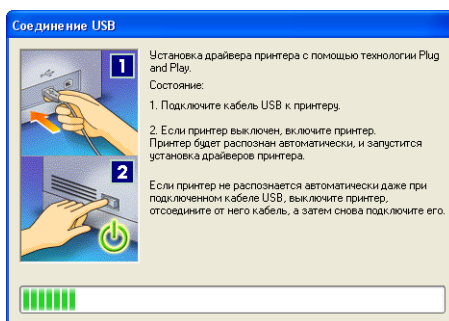 Соединение USB
1
Установка драйвера принтера с помощью технологии Plug
and Play.
Состояние:
1. Подключите кабель USB к принтеру.
2. Если принтер выключен, включите принтер.
Принтер будет распознан автоматически, и запустится
установка драйверов принтера.
2
Если принтер не распознается автоматически даже при
подключенном кабеле USB, выключите принтер,
отсоедините от него кабель, а затем снова подключите его.